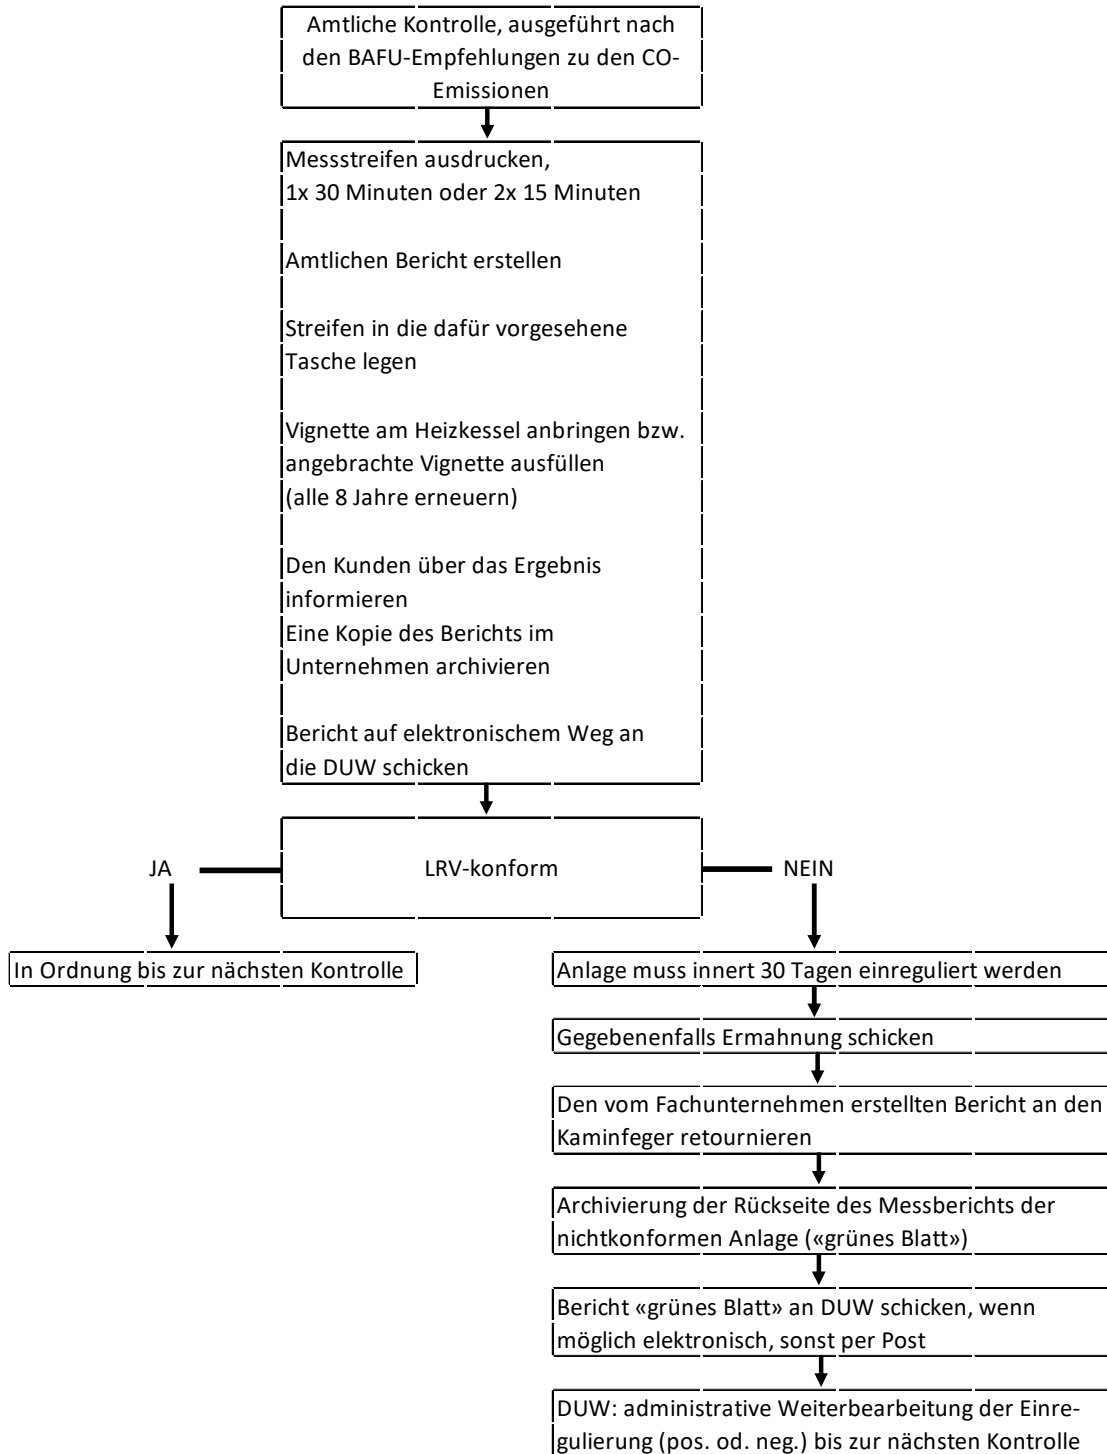 Amtliche Kontrolle, ausgeführt nach
den BAFU-Empfehlungen zu den CO-
Emissionen
Messstreifen ausdrucken,
1x 30 Minuten oder 2x 15 Minuten
Amtlichen Bericht erstellen
Streifen in die dafür vorgesehene
Tasche legen
Vignette am Heizkessel anbringen bzw.
angebrachte Vignette ausfüllen
(alle 8 Jahre erneuern)
Den Kunden über das Ergebnis
informieren
Eine Kopie des Berichts im
Unternehmen archivieren
Bericht auf elektronischem Weg an
die DUW schicken
JA
LRV-konform
NEIN
In Ordnung bis zur nächsten Kontrolle
Anlage muss innert 30 Tagen einreguliert werden
Gegebenenfalls Ermahnung schicken
Den vom Fachunternehmen erstellten Bericht an den
Kaminfeger retournieren
Archivierung der Rückseite des Messberichts der
nichtkonformen Anlage («grünes Blatt»)
Bericht «grünes Blatt» an DUW schicken, wenn
möglich elektronisch, sonst per Post
DUW: administrative Weiterbearbeitung der Einre-
gulierung (pos. od. neg.) bis zur nächsten Kontrolle